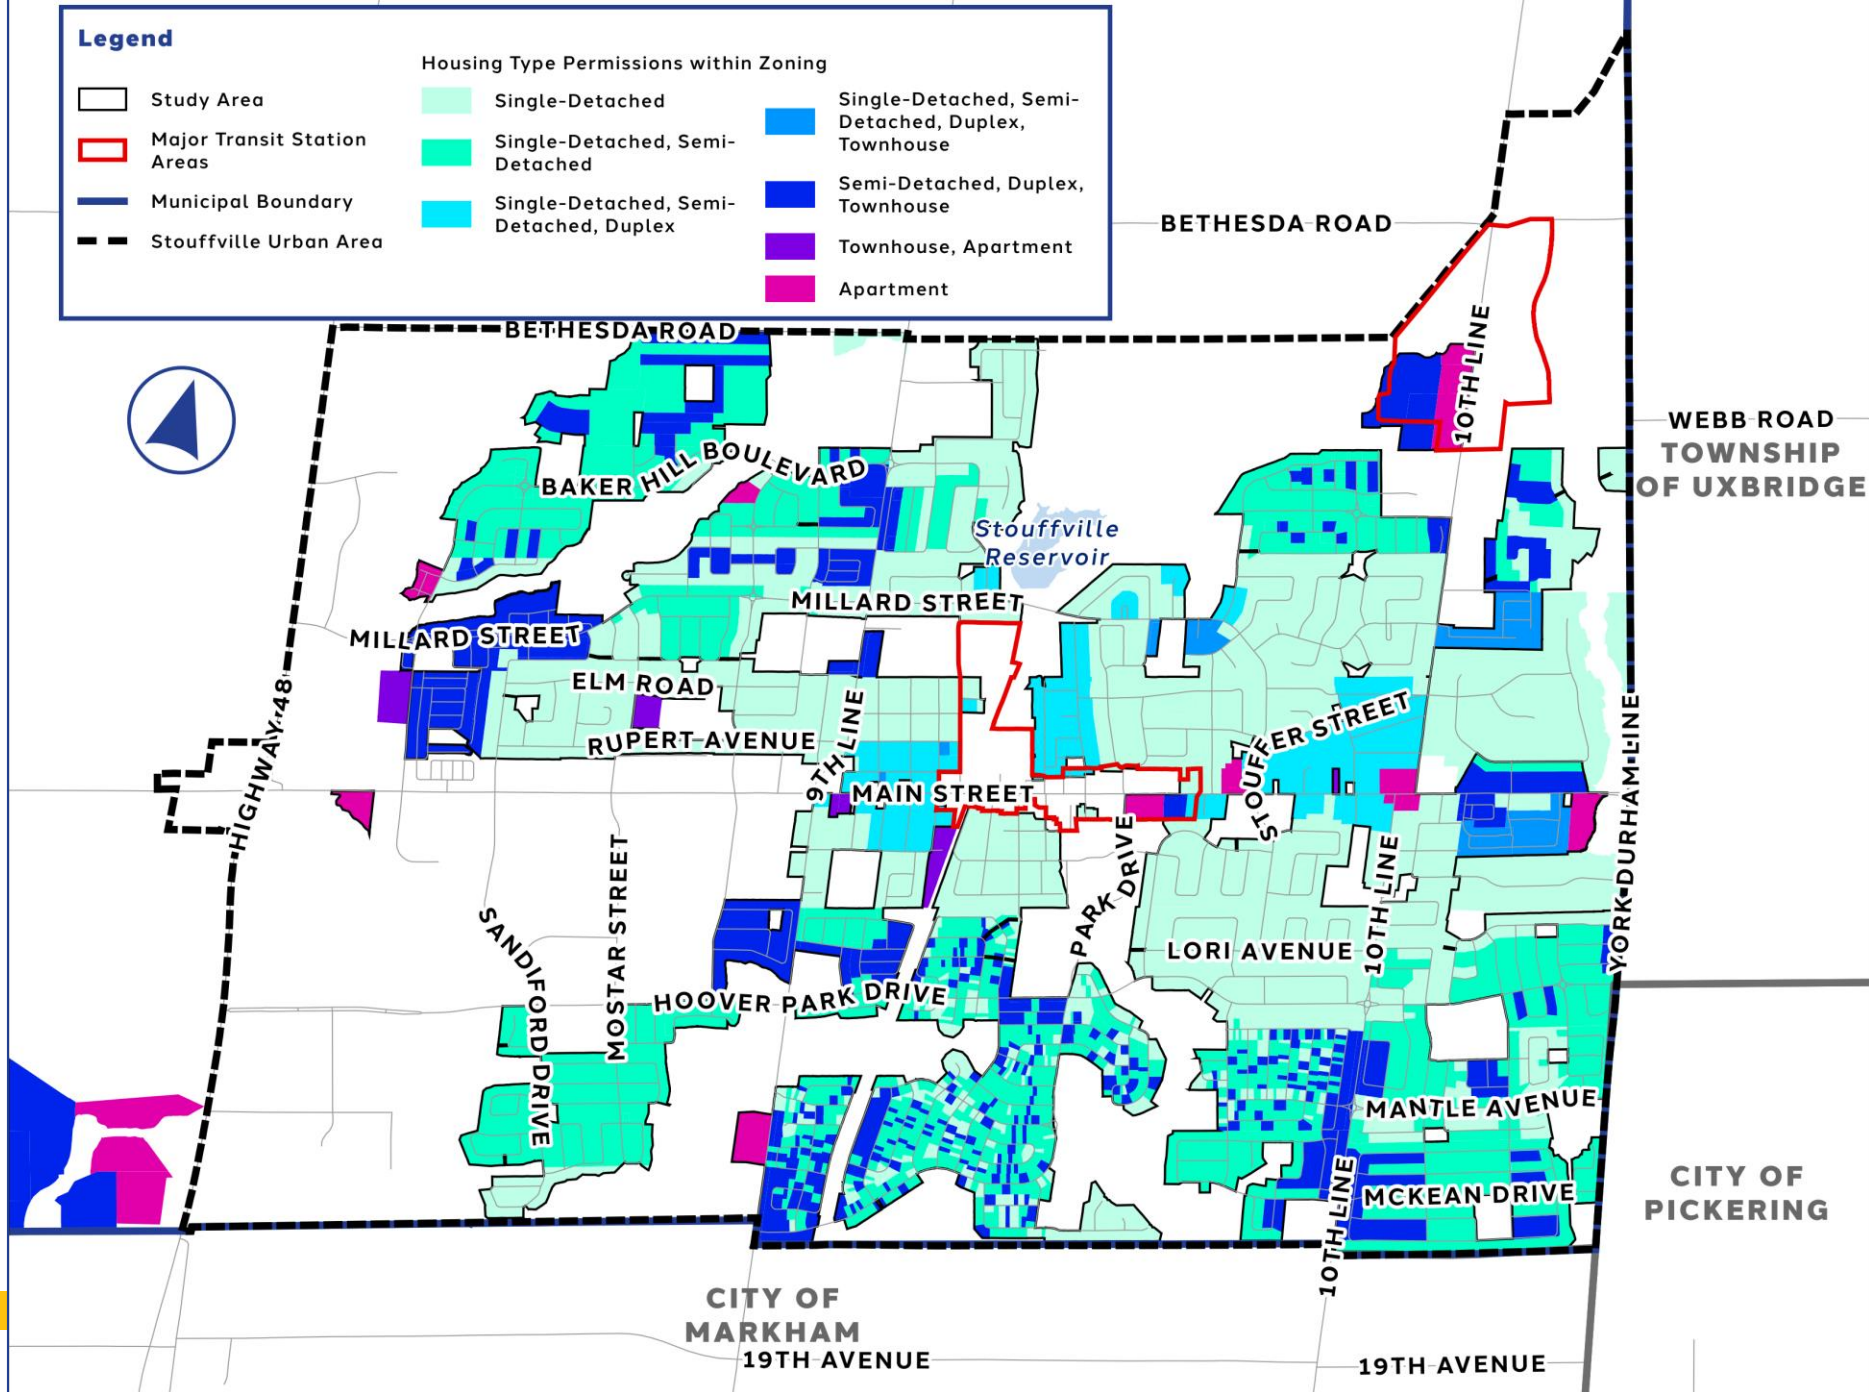 Legend
Study Area
Major Transit Station
Areas
Municipal Boundary
Stouffville Urban Area
Housing Type Permissions within Zoning
Single-Detached
Single-Detached, Semi-
Detached
Single-Detached, Semi-
Detached, Duplex
Single-Detached, Semi-
Detached, Duplex,
Townhouse
Semi-Detached, Duplex,
Townhouse
Townhouse, Apartment
Apartment
BETHESDA ROAD
BETHESDA ROAD
10TH LINE
WEBB ROAD
TOWNSHIP
OF UXBRIDGE
BAKER HILL BOULEVARD
Stouffville
Reservoir
MILLARD STREET
MILLARD STREET
ELM ROAD
RUPERT AVENUE
9TH LINE
HIGHWAY 48
MAIN STREET
STOUFFER STREET
STOUFF
YORK-DURHAM LINE
SANDIFORD DRIVE
MOSTAR STREET
PARK DRIVE
10TH LINE
LORI AVENUE
HOOVER PARK DRIVE
MANTLE AVENUE
MCKEAN DRIVE
10TH LINE
CITY OF
PICKERING
CITY OF
MARKHAM
19TH AVENUE
19TH AVENUE